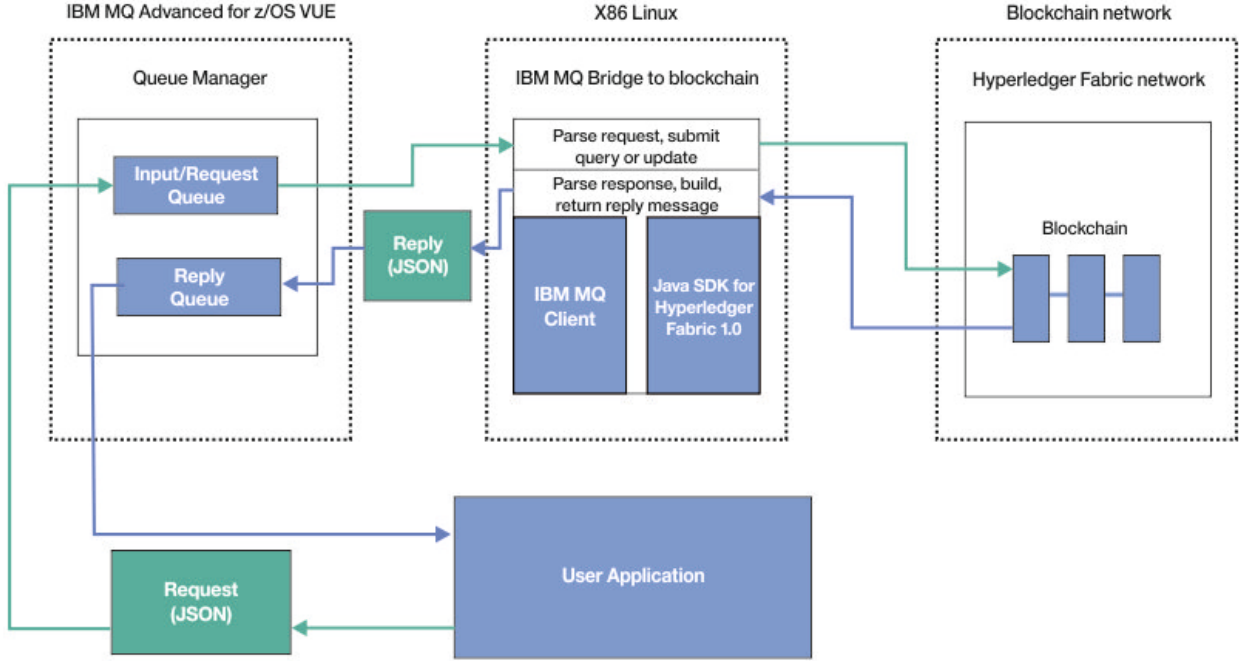 IBM MQ Advanced for z/OS VUE
X86 Linux
Blockchain network
Queue Manager
IBM MQ Bridge to blockchain
Hyperledger Fabric network
Input/Request
Queue
Parse request, submit
query or update
Parse response, build,
return reply message
Reply
(JSON)
Reply
Queue
IBM MQ
Client
Java SDK for
Hyperledger
Fabric 1.0
Blockchain
User Application
Request
(JSON)